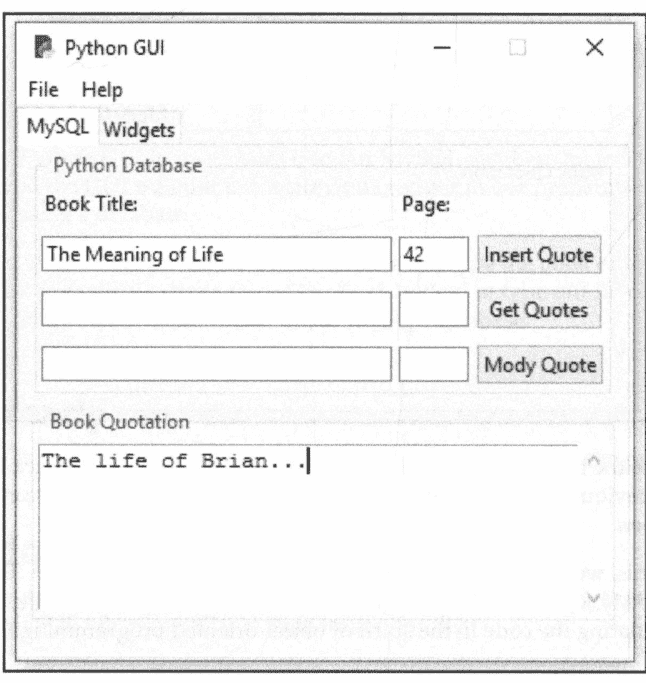 Python GUI
File Help
MySQL Widgets
Python Database
Book Title: Page:
The Meaning of Life 42 Insert Quote
Get Quotes
Mody Quote
Book Quotation
The life of Brian...